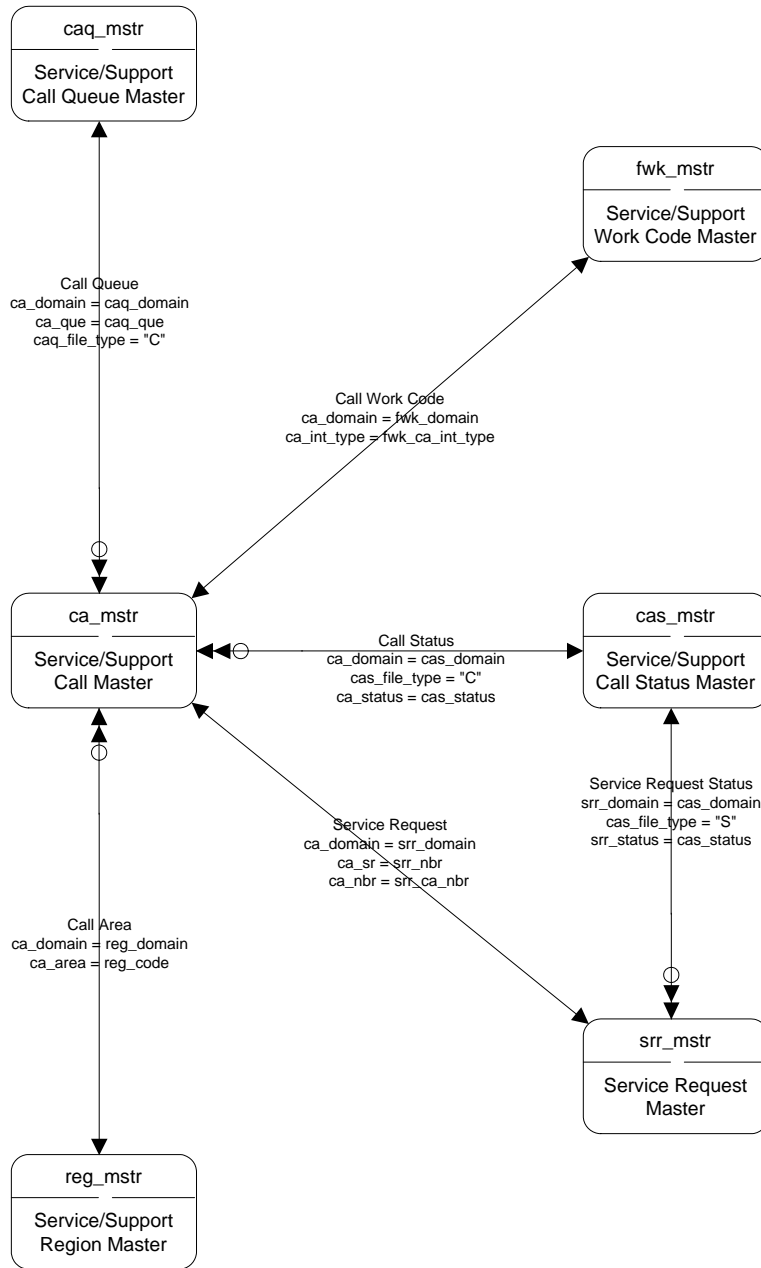 caq_mstr
Service/Support
Call Queue Master
fwk_mstr
Service/Support
Work Code Master
Call Queue
ca_domain = caq_domain
ca_que = caq_que
caq_file_type = "C"
Call Work Code
ca_domain = fwk_domain
ca_int_type = fwk_ca_int_type
ca_mstr
Service/Support
Call Master
Call Status
ca_domain = cas_domain
cas_file_type = "C"
ca_status = cas_status
cas_mstr
Service/Support
Call Status Master
Service Request Status
srr_domain = cas_domain
cas_file_type = "S"
srr_status = cas_status
Service Request
ca_domain = srr_domain
ca_sr = srr_nbr
ca_nbr = srr_ca_nbr
Call Area
ca_domain = reg_domain
ca_area = reg_code
srr_mstr
Service Request
Master
reg_mstr
Service/Support
Region Master